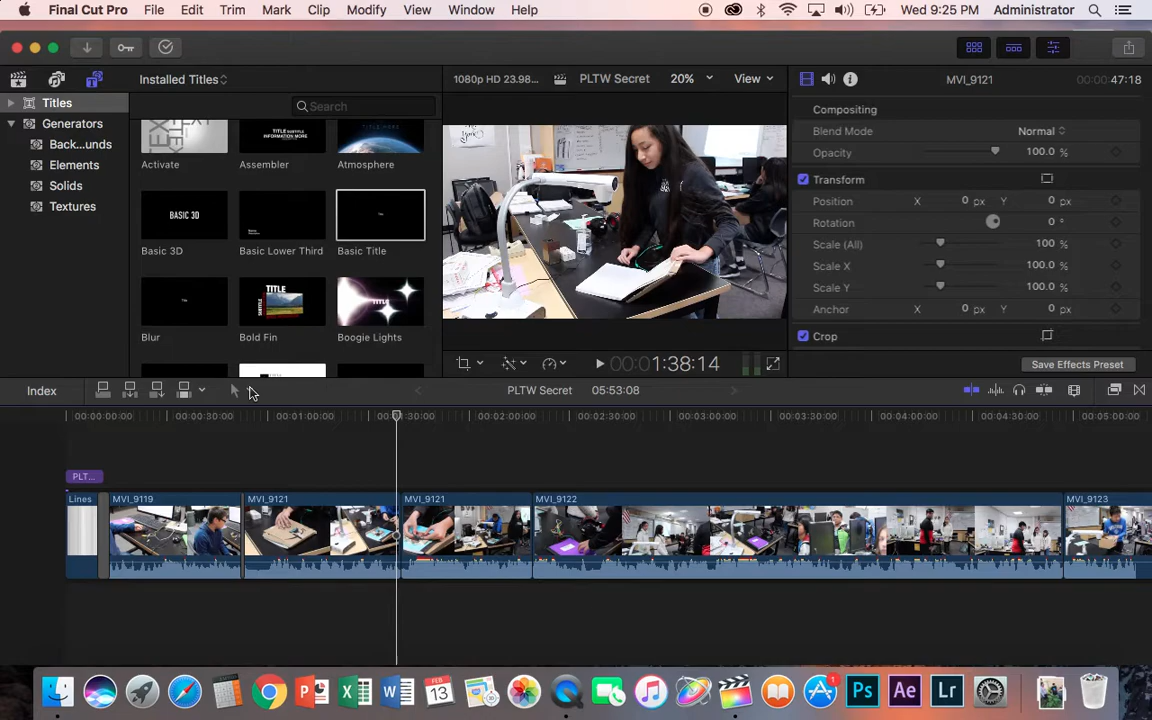 Final Cut Pro File Edit Trim Mark Clip Modify View Window Help Wed 9:25 PM Administrator
Installed Titles 1080p HD 23.98... PLTW Secret 20% View MVI_9121 00:00:00:47:18
Titles
Search
Generators
Back...unds
Elements
Solids
Textures
Activate Assembler Atmosphere
Basic 3D Basic Lower Third Basic Title
Blur Bold Fin Boogie Lights
Compositing
Blend Mode Normal
Opacity 100.0 %
Transform
Position X 0 px Y 0 px
Rotation 0 °
Scale (All) 100 %
Scale X 100.0 %
Scale Y 100.0 %
Anchor X 0 px Y 0 px
Crop
00:00:1:38:14 Save Effects Preset
Index PLTW Secret 05:53:08
00:00:00:00 00:00:30:00 00:01:00:00 00:01:30:00 00:02:00:00 00:02:30:00 00:03:00:00 00:03:30:00 00:04:00:00 00:04:30:00 00:05:00:00
PLT...
Lines MVI_9119 MVI_9121 MVI_9121 MVI_9122 MVI_9123
FEB
13
1
Ps Ae Lr